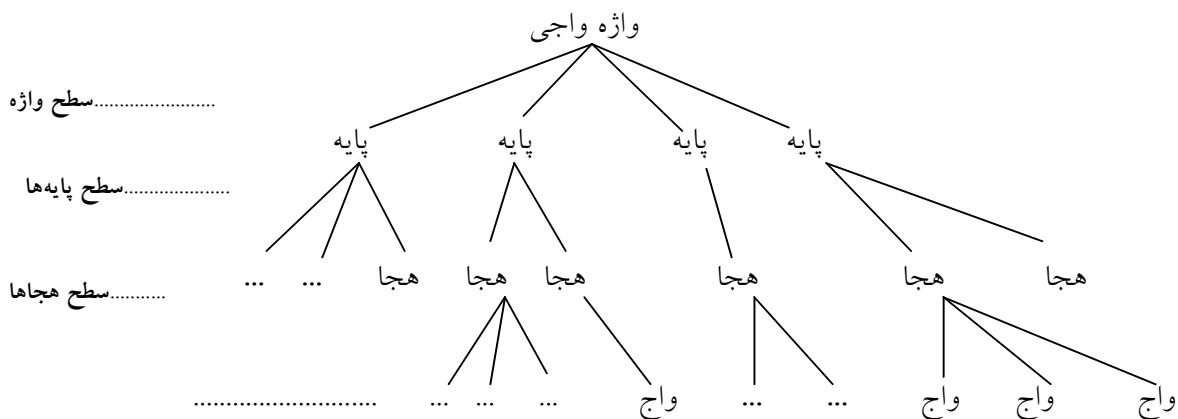 واژه واجی
سطح واژه.......................
پایه پایه پایه پایه
سطح پایه‌ها.....................
هجا هجا هجا هجا هجا هجا ... ...
سطح هجاها...........
واج واج واج ... ... واج ... ... ... ............................